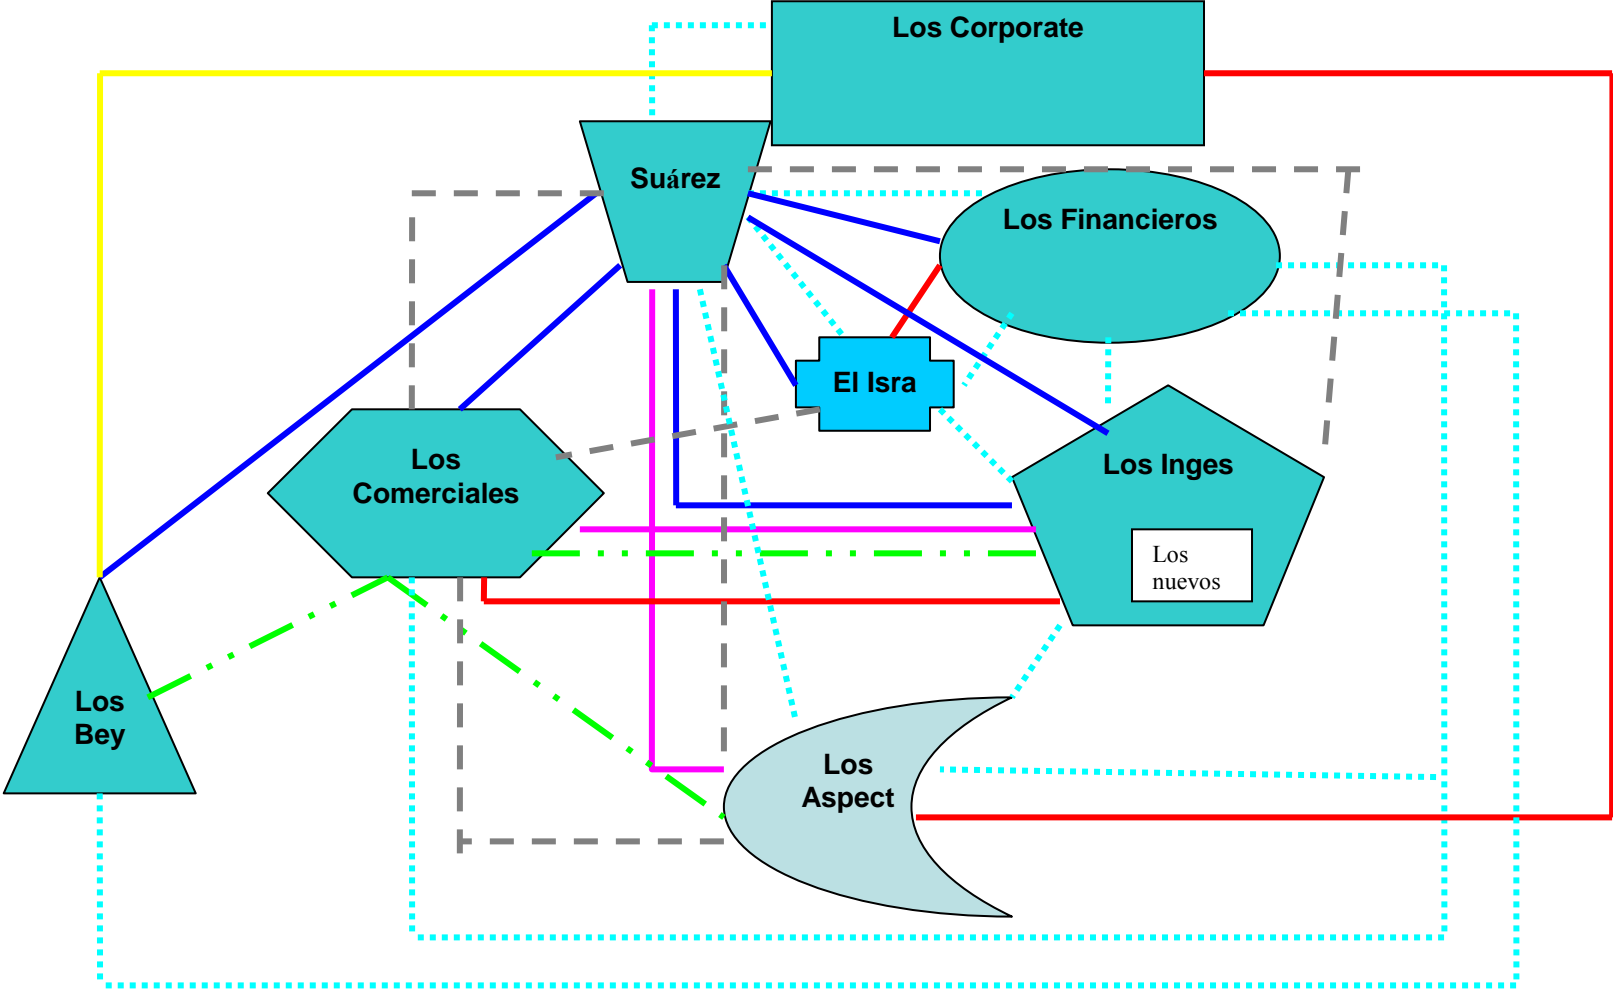 Los Corporate
Suárez
Los Financieros
El Isra
Los
Comerciales
Los Inges
Los
nuevos
Los
Bey
Los
Aspect